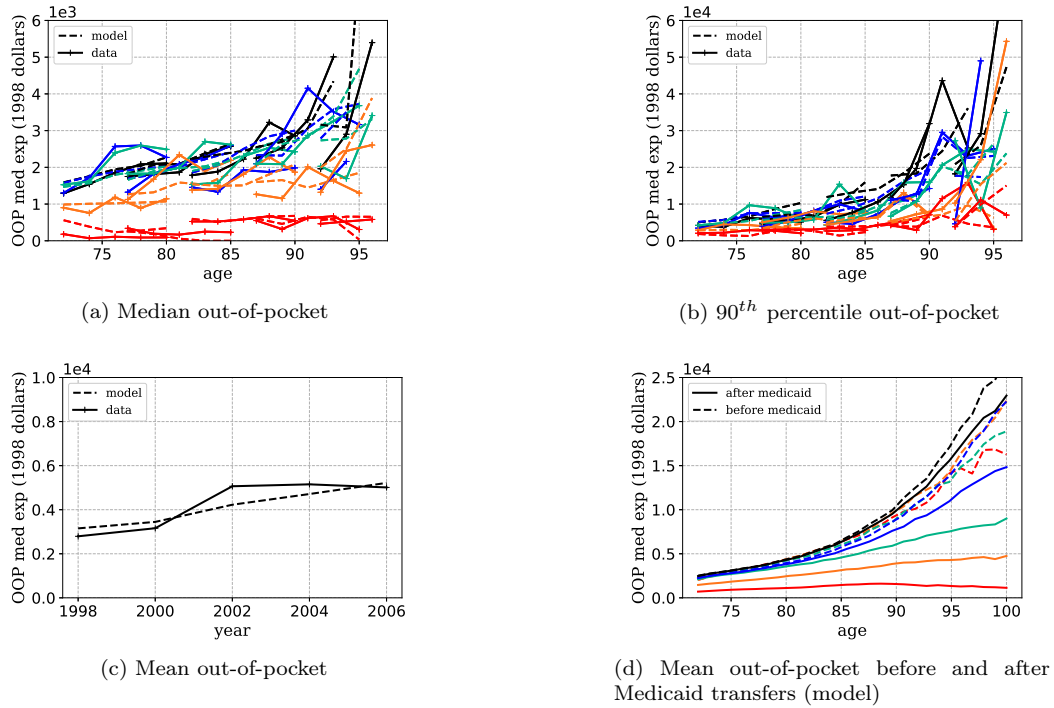 1e3
OOP med exp (1998 dollars)
6
5
4
3
2
1
0
model
data
75 80 85 90 95
age
(a) Median out-of-pocket
1e4
OOP med exp (1998 dollars)
6
5
4
3
2
1
0
model
data
75 80 85 90 95
age
(b) 90th percentile out-of-pocket
1e4
OOP med exp (1998 dollars)
1.0
0.8
0.6
0.4
0.2
0.0
model
data
1998 2000 2002 2004 2006
year
(c) Mean out-of-pocket
1e4
OOP med exp (1998 dollars)
2.5
2.0
1.5
1.0
0.5
0.0
after medicaid
before medicaid
75 80 85 90 95 100
age
(d) Mean out-of-pocket before and after
Medicaid transfers (model)